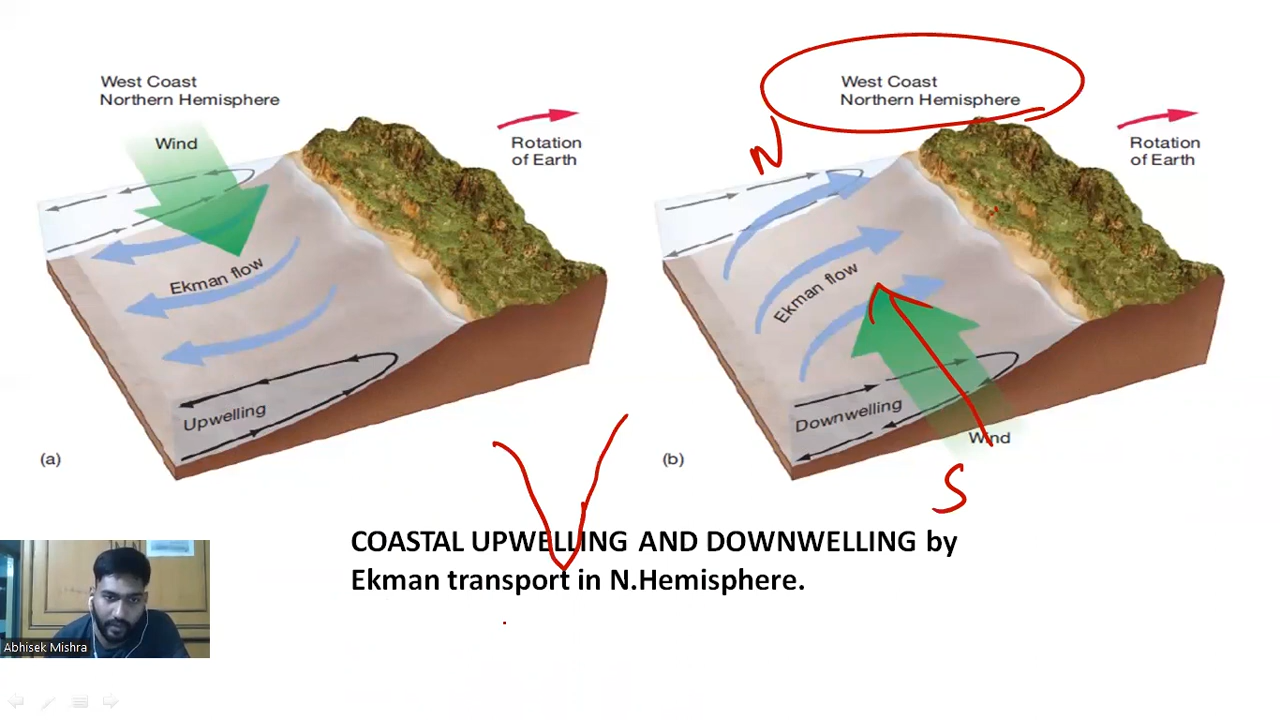 West Coast
Northern Hemisphere
Wind
Rotation
of Earth
Ekman flow
Upwelling
(a)
West Coast
Northern Hemisphere
N
Rotation
of Earth
Ekman flow
Downwelling
Wind
(b)
S
COASTAL UPWELLING AND DOWNWELLING by
Ekman transport in N.Hemisphere.
Abhisek Mishra